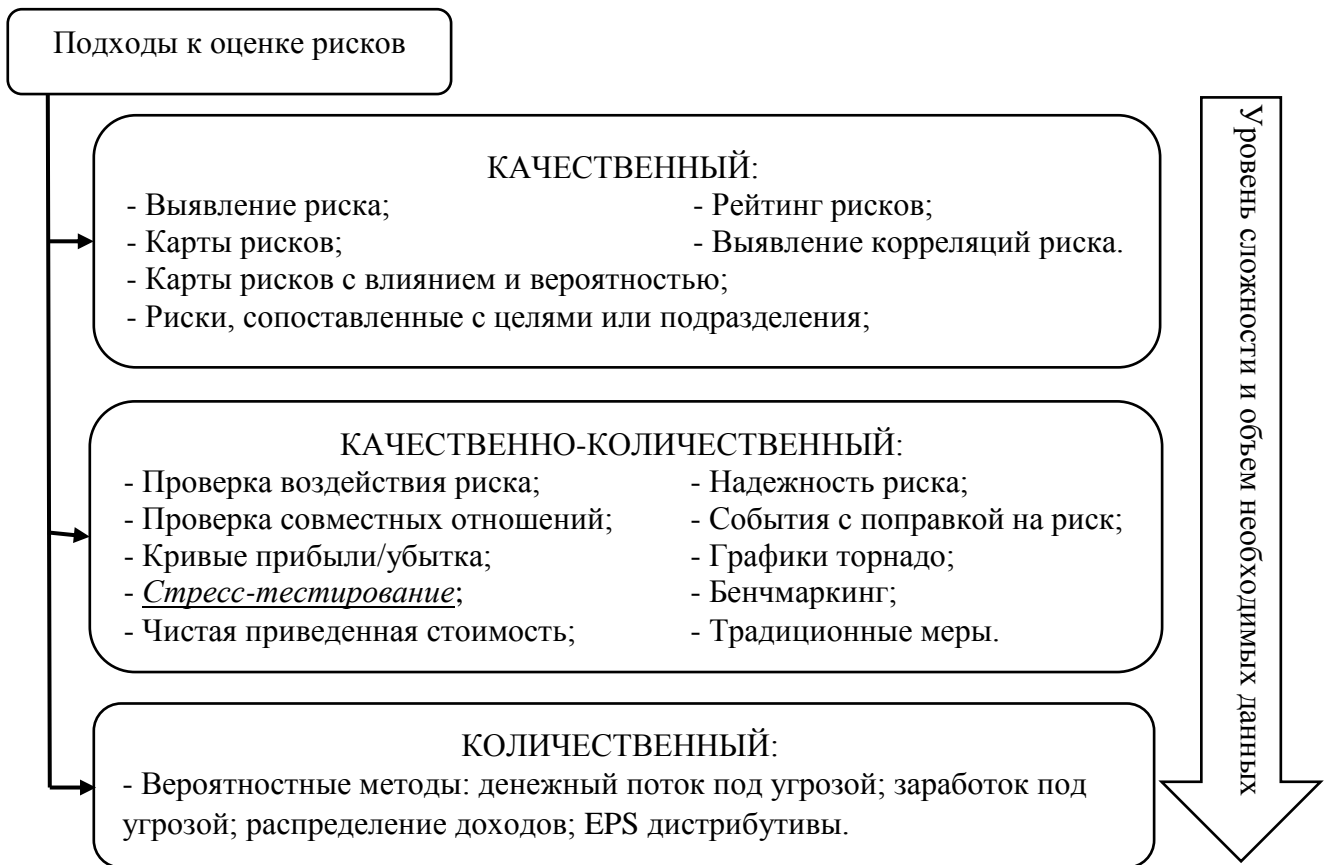 Подходы к оценке рисков
КАЧЕСТВЕННЫЙ:
- Выявление риска; - Рейтинг рисков;
- Карты рисков; - Выявление корреляций риска.
- Карты рисков с влиянием и вероятностью;
- Риски, сопоставленные с целями или подразделения;
КАЧЕСТВЕННО-КОЛИЧЕСТВЕННЫЙ:
- Проверка воздействия риска; - Надежность риска;
- Проверка совместных отношений; - События с поправкой на риск;
- Кривые прибыли/убытка; - Графики торнадо;
- Стресс-тестирование; - Бенчмаркинг;
- Чистая приведенная стоимость; - Традиционные меры.
КОЛИЧЕСТВЕННЫЙ:
- Вероятностные методы: денежный поток под угрозой; заработок под
угрозой; распределение доходов; EPS дистрибутивы.
Уровень сложности и объем необходимых данных